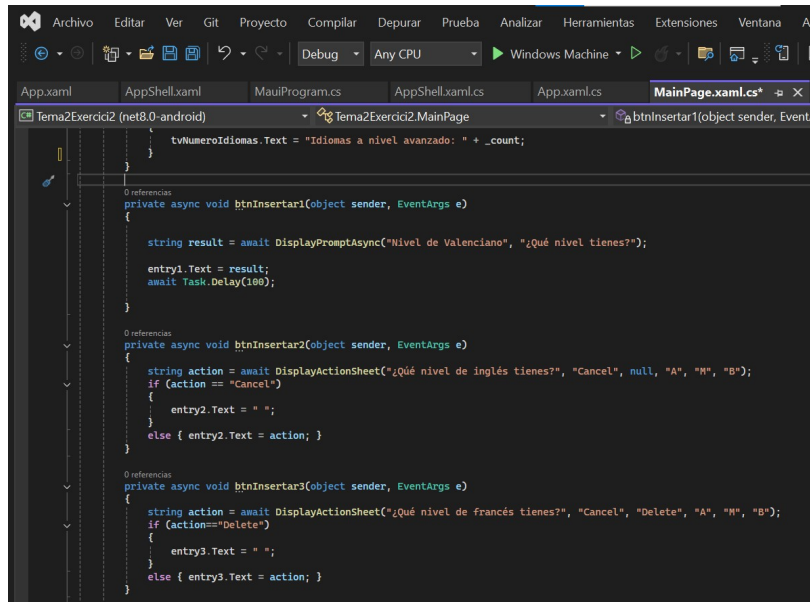 Archivo Editar Ver Git Proyecto Compilar Depurar Prueba Analizar Herramientas Extensiones Ventana A
Debug Any CPU Windows Machine
App.xaml AppShell.xaml MauiProgram.cs AppShell.xaml.cs App.xaml.cs MainPage.xaml.cs*
C# Tema2Exercici2 (net8.0-android) Tema2Exercici2.MainPage btnInsertar1(object sender, Event
{
tvNumeroIdiomas.Text = "Idiomas a nivel avanzado: " + _count;
}
}
0 referencias
private async void btnInsertar1(object sender, EventArgs e)
{
string result = await DisplayPromptAsync("Nivel de Valenciano", "¿Qué nivel tienes?");
entry1.Text = result;
await Task.Delay(100);
}
0 referencias
private async void btnInsertar2(object sender, EventArgs e)
{
string action = await DisplayActionSheet("¿Qúé nivel de inglés tienes?", "Cancel", null, "A", "M", "B");
if (action == "Cancel")
{
entry2.Text = " ";
}
else { entry2.Text = action; }
}
0 referencias
private async void btnInsertar3(object sender, EventArgs e)
{
string action = await DisplayActionSheet("¿Qué nivel de francés tienes?", "Cancel", "Delete", "A", "M", "B");
if (action=="Delete")
{
entry3.Text = " ";
}
else { entry3.Text = action; }
}